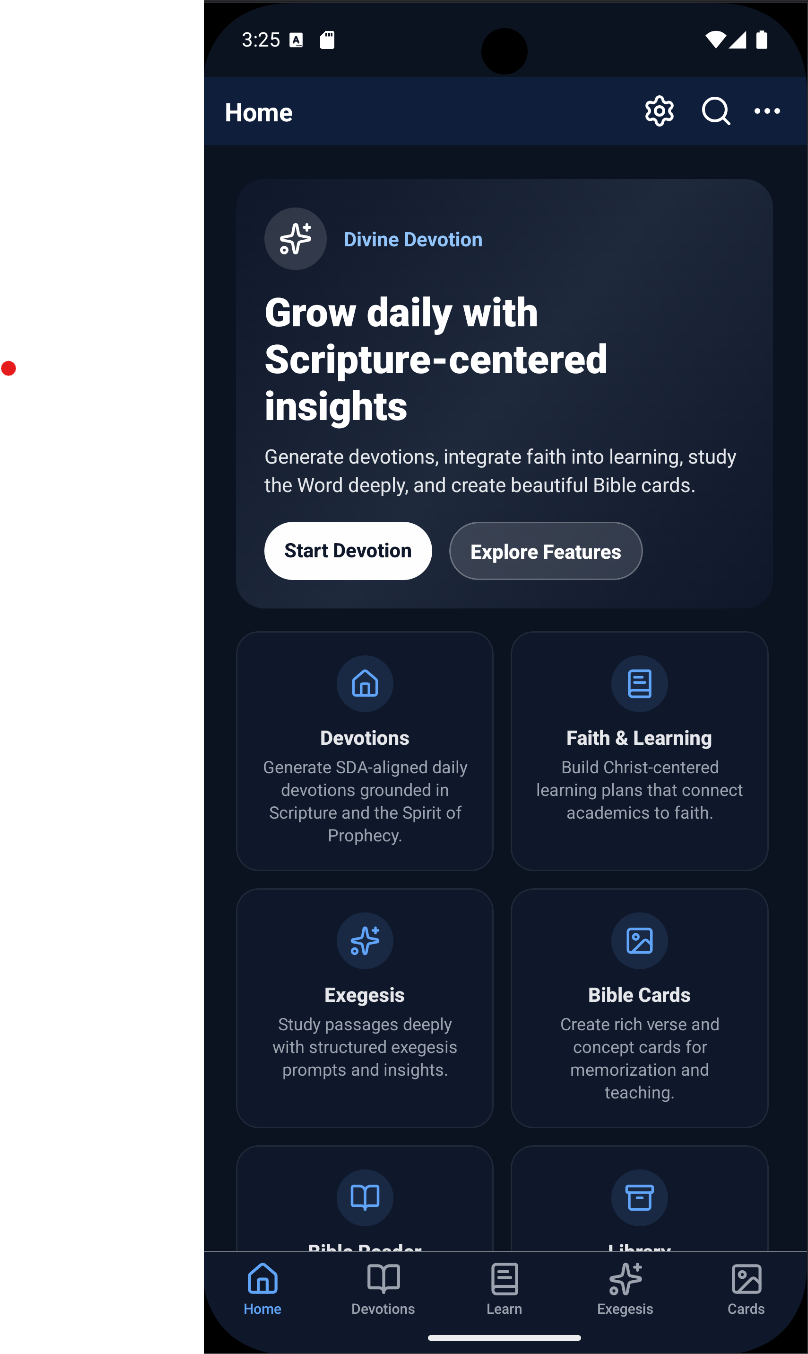 3:25
Home
Divine Devotion
Grow daily with
Scripture-centered
insights
Generate devotions, integrate faith into learning, study
the Word deeply, and create beautiful Bible cards.
Start Devotion
Explore Features
Devotions
Generate SDA-aligned daily
devotions grounded in
Scripture and the Spirit of
Prophecy.
Faith & Learning
Build Christ-centered
learning plans that connect
academics to faith.
Exegesis
Study passages deeply
with structured exegesis
prompts and insights.
Bible Cards
Create rich verse and
concept cards for
memorization and
teaching.
Bible Reader
Library
Home
Devotions
Learn
Exegesis
Cards